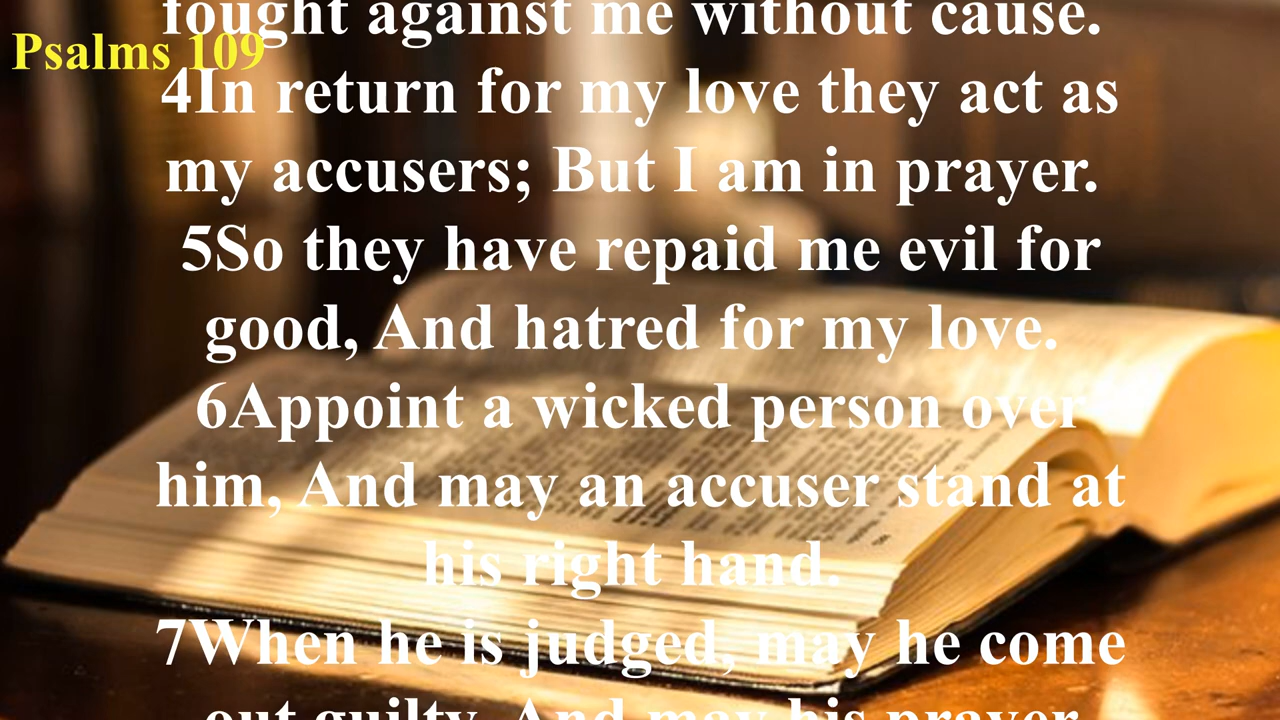 fought against me without cause.
Psalms 109
4In return for my love they act as
my accusers; But I am in prayer.
5So they have repaid me evil for
good, And hatred for my love.
6Appoint a wicked person over
him, And may an accuser stand at
his right hand.
7When he is judged, may he come
out guilty, And may his prayer